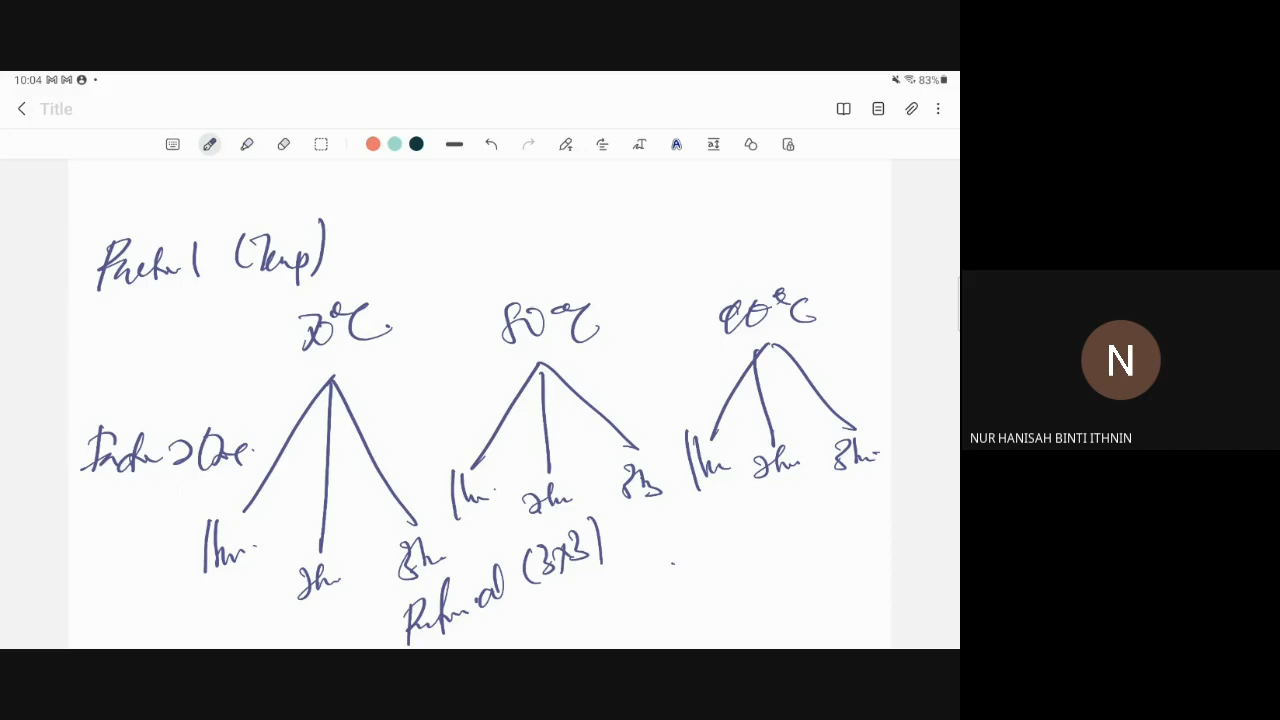 10:04
83%
Title
Factor 1 (Temp)
70°C 80°C 90°C
Factor 2
1hr 2hr 3hr
1hr. 2hr 3hr
1hr. 2hr 3hr
Factorial (3x3)
N
NUR HANISAH BINTI ITHNIN